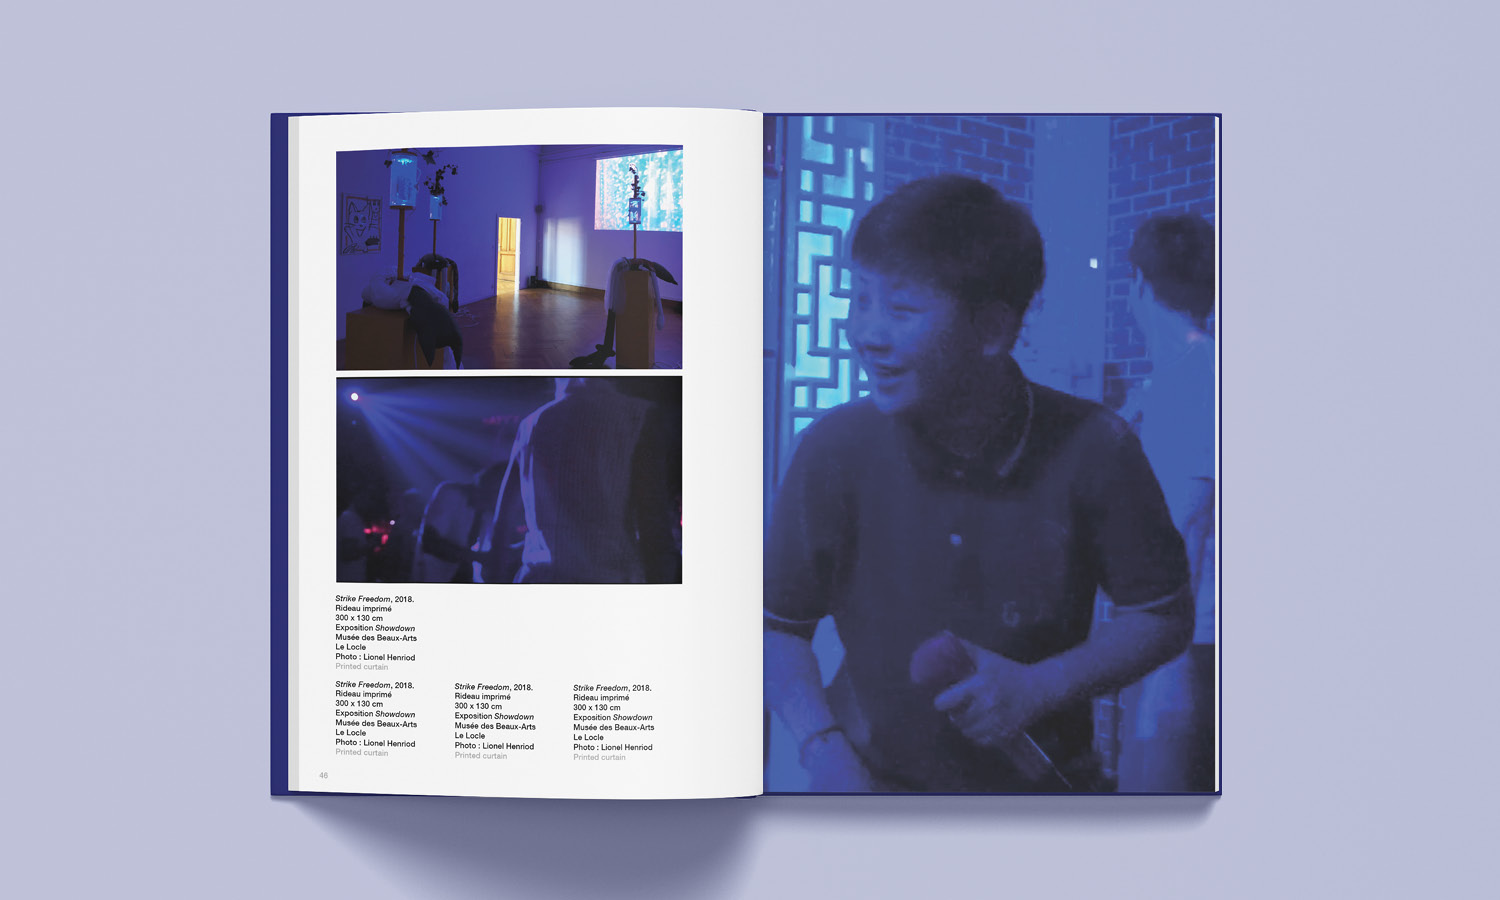 Strike Freedom, 2018.
Rideau imprimé
300 x 130 cm
Exposition Showdown
Musée des Beaux-Arts
Le Locle
Photo : Lionel Henriod
Printed curtain
Strike Freedom, 2018.
Rideau imprimé
300 x 130 cm
Exposition Showdown
Musée des Beaux-Arts
Le Locle
Photo : Lionel Henriod
Printed curtain
Strike Freedom, 2018.
Rideau imprimé
300 x 130 cm
Exposition Showdown
Musée des Beaux-Arts
Le Locle
Photo : Lionel Henriod
Printed curtain
Strike Freedom, 2018.
Rideau imprimé
300 x 130 cm
Exposition Showdown
Musée des Beaux-Arts
Le Locle
Photo : Lionel Henriod
Printed curtain
46